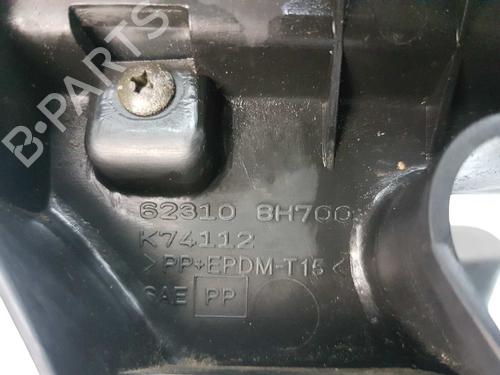 B-PARTS
62310 8H700
K74112
>PP+EPDM-T15<
SAE PP